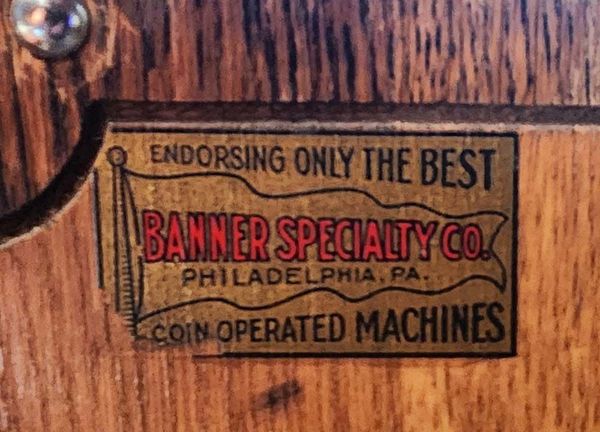 ENDORSING ONLY THE BEST
BANNER SPECIALTY CO.
PHILADELPHIA, PA.
COIN OPERATED MACHINES